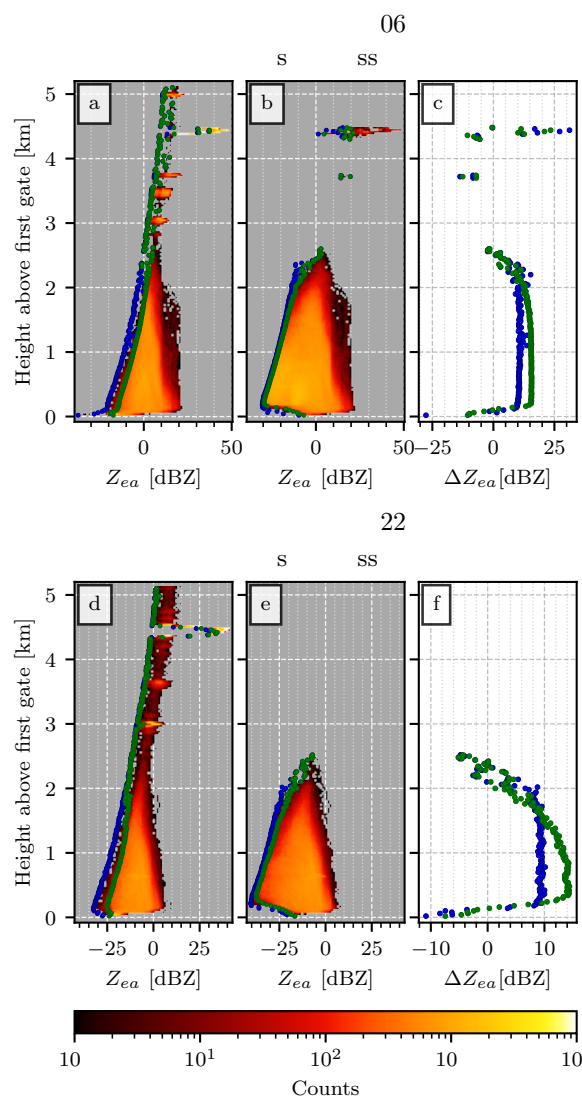 06
s ss
a b c
5
4
3
2
1
0
Height above first gate [km]
0 50 0 50 −25 0 25
Z_ea [dBZ] Z_ea [dBZ] ΔZ_ea[dBZ]
22
s ss
d e f
5
4
3
2
1
0
Height above first gate [km]
−25 0 25 −25 0 25 −10 0 10
Z_ea [dBZ] Z_ea [dBZ] ΔZ_ea[dBZ]
10 10¹ 10² 10 10
Counts